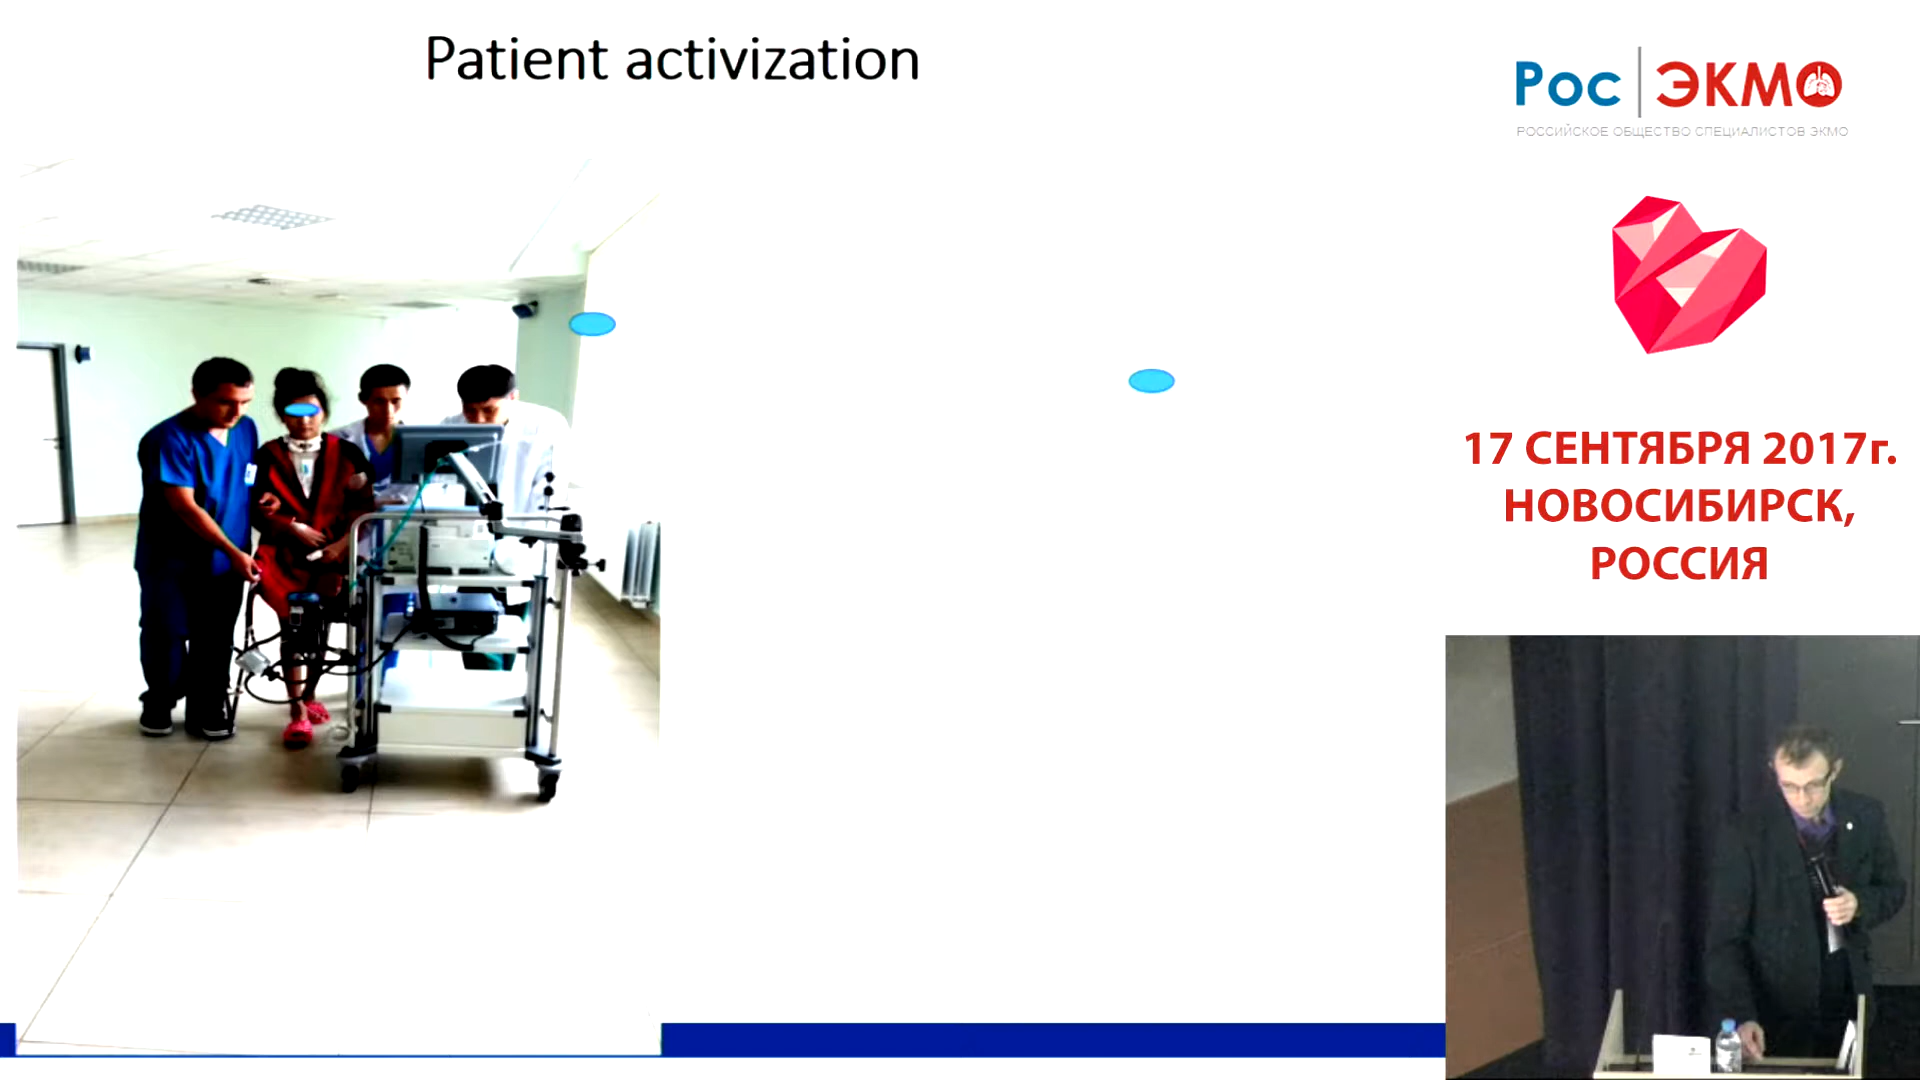 Patient activization
Рос ЭКМО
РОССИЙСКОЕ ОБЩЕСТВО СПЕЦИАЛИСТОВ ЭКМО
17 СЕНТЯБРЯ 2017г.
НОВОСИБИРСК,
РОССИЯ